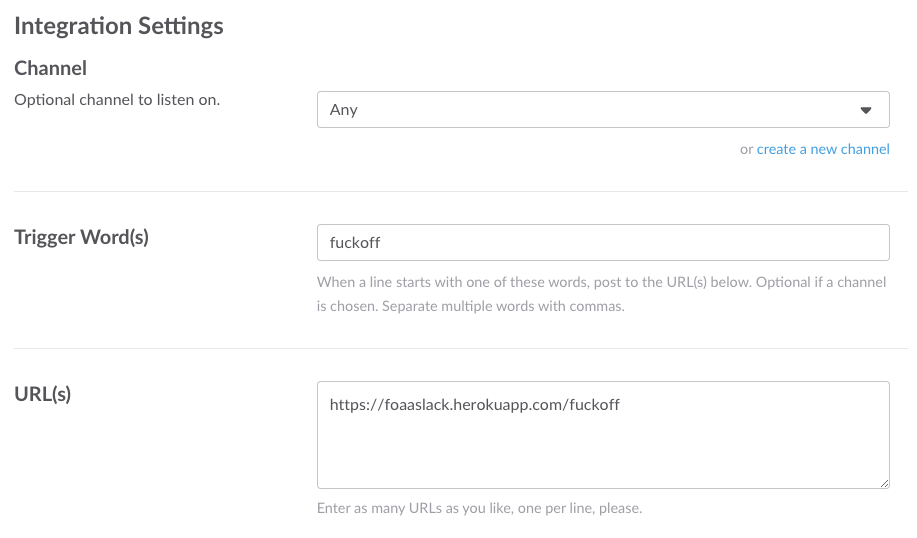 Integration Settings
Channel
Optional channel to listen on.
Any
or create a new channel
Trigger Word(s)
fuckoff
When a line starts with one of these words, post to the URL(s) below. Optional if a channel
is chosen. Separate multiple words with commas.
URL(s)
https://foaaslack.herokuapp.com/fuckoff
Enter as many URLs as you like, one per line, please.